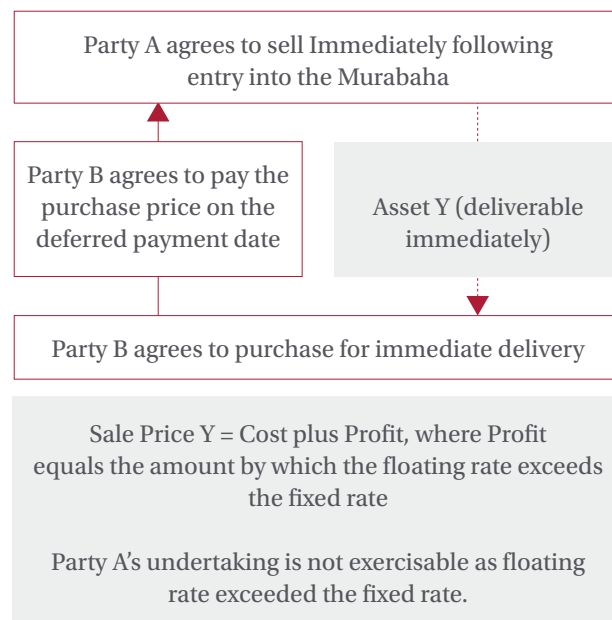 Party A agrees to sell Immediately following
entry into the Murabaha
Party B agrees to pay the
purchase price on the
deferred payment date
Asset Y (deliverable
immediately)
Party B agrees to purchase for immediate delivery
Sale Price Y = Cost plus Profit, where Profit
equals the amount by which the floating rate exceeds
the fixed rate
Party A’s undertaking is not exercisable as floating
rate exceeded the fixed rate.